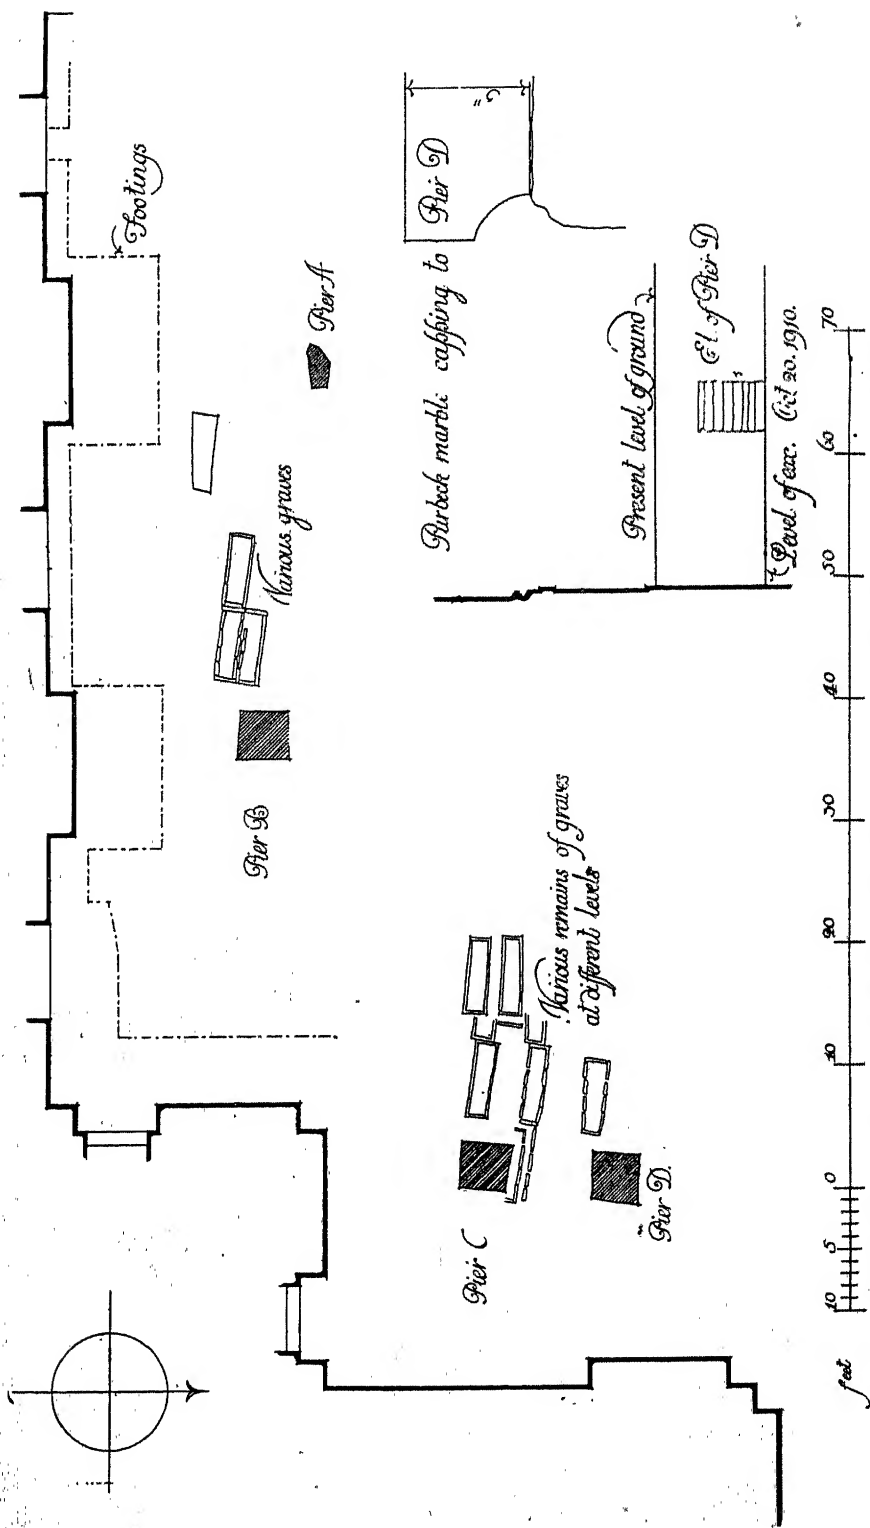 Footings
Pier A
Various graves
Pier B
Purbeck marble capping to Pier D
5"
Present level of ground
El. of Pier D
Level of exc. Oct 20. 1910.
Various remains of graves
at different levels
Pier C
Pier D.
feet
10 5 0 10 20 30 40 50 60 70